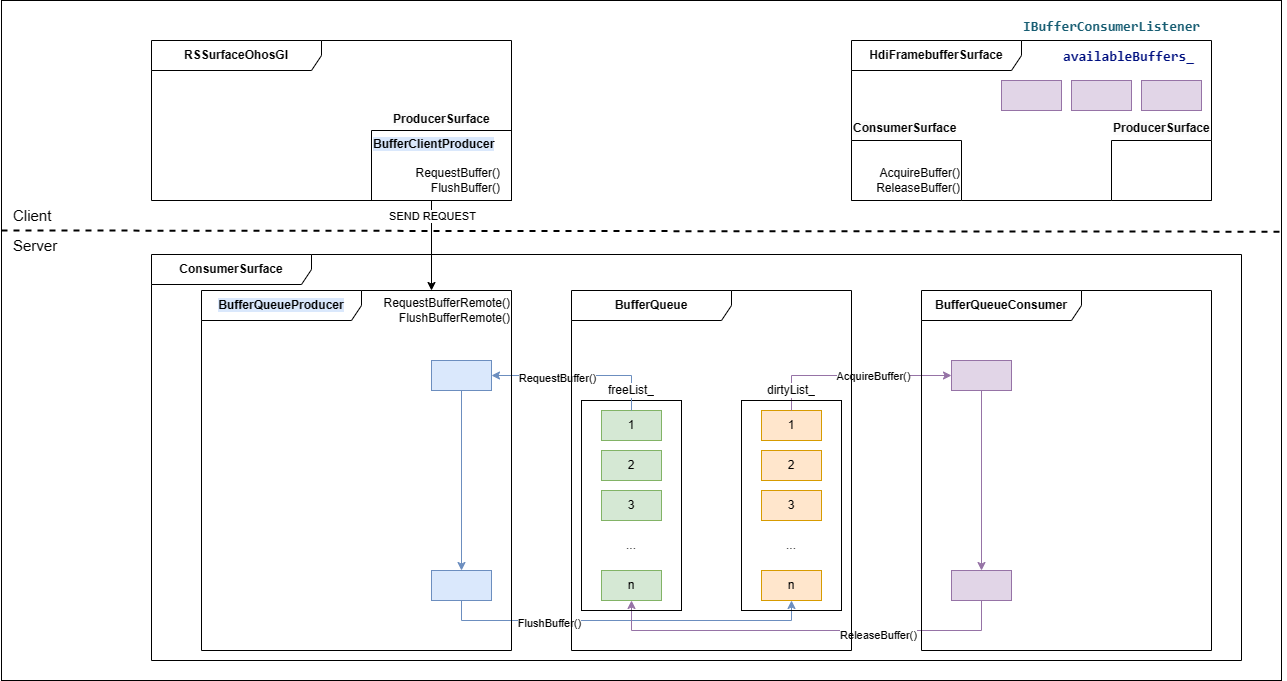 IBufferConsumerListener
RSSurfaceOhosGl
HdiFramebufferSurface
availableBuffers_
ProducerSurface
BufferClientProducer
RequestBuffer()
FlushBuffer()
ConsumerSurface
ProducerSurface
AcquireBuffer()
ReleaseBuffer()
Client
SEND REQUEST
Server
ConsumerSurface
BufferQueueProducer
RequestBufferRemote()
FlushBufferRemote()
BufferQueue
BufferQueueConsumer
RequestBuffer()
AcquireBuffer()
freeList_
dirtyList_
1
1
2
2
3
3
...
...
n
n
FlushBuffer()
ReleaseBuffer()